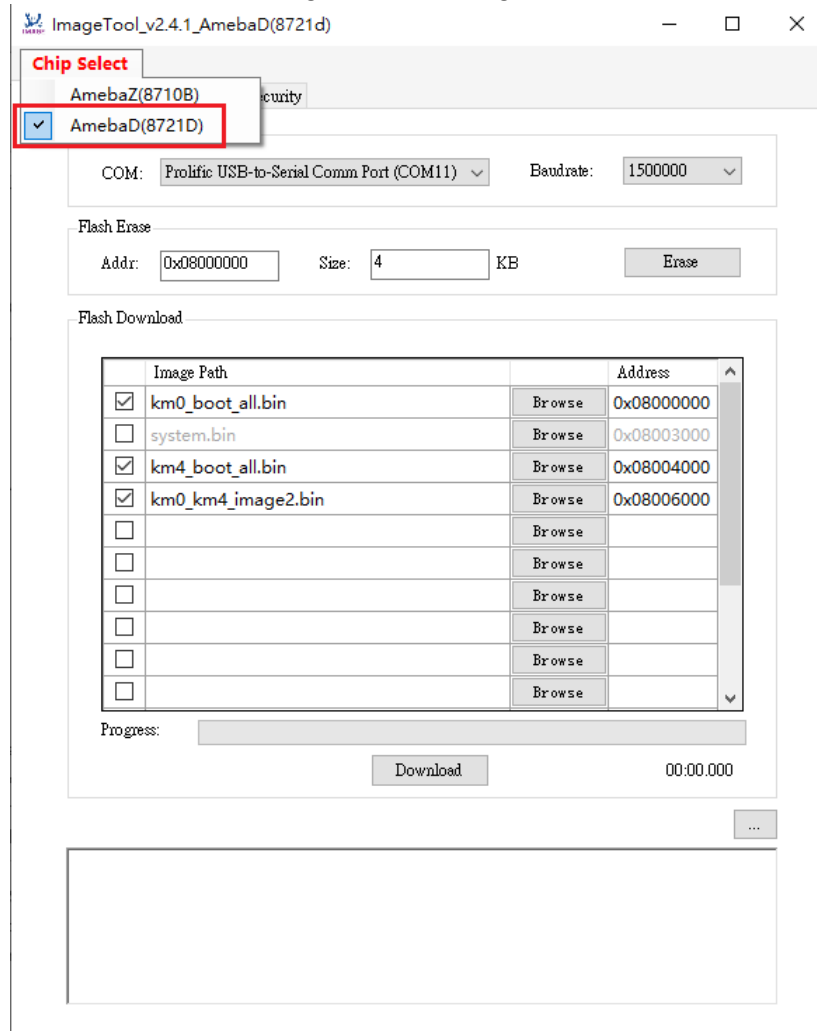 ImageTool_v2.4.1_AmebaD(8721d)
Chip Select
AmebaZ(8710B)
AmebaD(8721D)
COM: Prolific USB-to-Serial Comm Port (COM11) Baudrate: 1500000
Flash Erase
Addr: 0x08000000 Size: 4 KB Erase
Flash Download
Image Path Address
km0_boot_all.bin Browse 0x08000000
system.bin Browse 0x08003000
km4_boot_all.bin Browse 0x08004000
km0_km4_image2.bin Browse 0x08006000
Browse
Browse
Browse
Browse
Browse
Browse
Progress:
Download 00:00.000
...